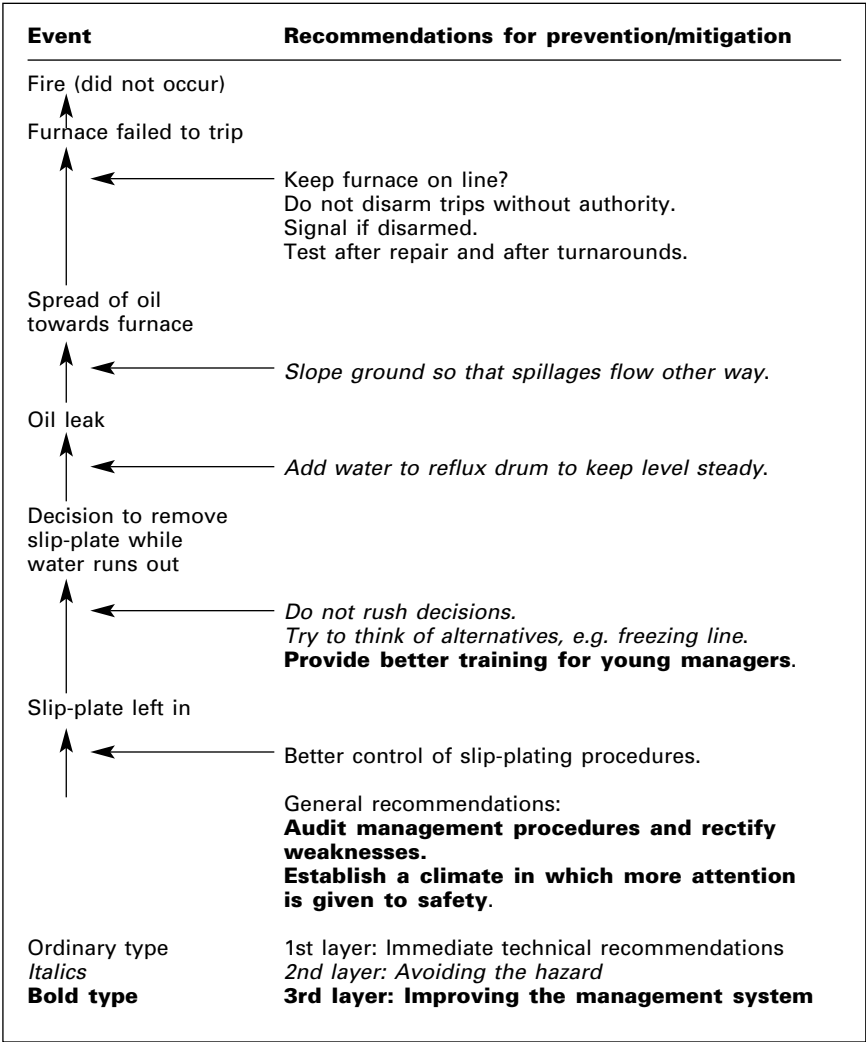 Event Recommendations for prevention/mitigation
Fire (did not occur)
Furnace failed to trip
Keep furnace on line?
Do not disarm trips without authority.
Signal if disarmed.
Test after repair and after turnarounds.
Spread of oil
towards furnace
Slope ground so that spillages flow other way.
Oil leak
Add water to reflux drum to keep level steady.
Decision to remove
slip-plate while
water runs out
Do not rush decisions.
Try to think of alternatives, e.g. freezing line.
Provide better training for young managers.
Slip-plate left in
Better control of slip-plating procedures.
General recommendations:
Audit management procedures and rectify
weaknesses.
Establish a climate in which more attention
is given to safety.
Ordinary type 1st layer: Immediate technical recommendations
Italics 2nd layer: Avoiding the hazard
Bold type 3rd layer: Improving the management system